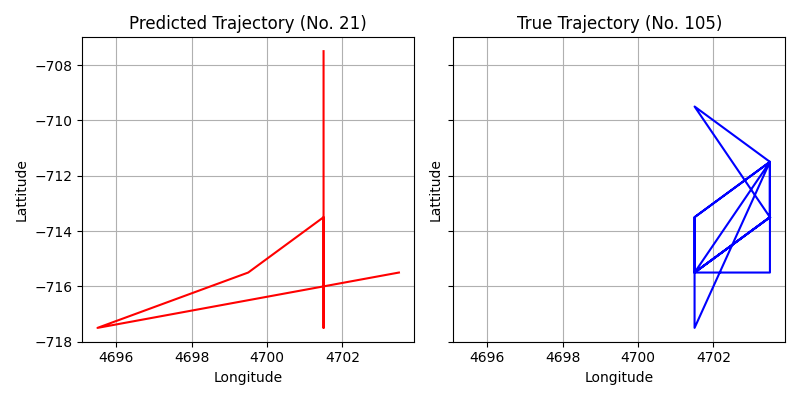 Predicted Trajectory (No. 21)
True Trajectory (No. 105)
Lattitude
−708
−710
−712
−714
−716
−718
4696
4698
4700
4702
Longitude
Lattitude
4696
4698
4700
4702
Longitude